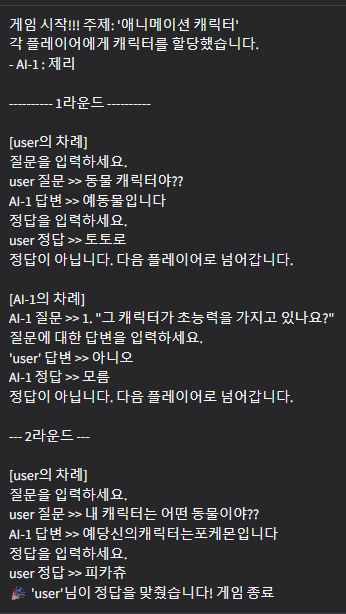 게임 시작!!! 주제: '애니메이션 캐릭터'
각 플레이어에게 캐릭터를 할당했습니다.
- AI-1 : 제리
---------- 1라운드 ----------
[user의 차례]
질문을 입력하세요.
user 질문 >> 동물 캐릭터야??
AI-1 답변 >> 예동물입니다
정답을 입력하세요.
user 정답 >> 토토로
정답이 아닙니다. 다음 플레이어로 넘어갑니다.
[AI-1의 차례]
AI-1 질문 >> 1. "그 캐릭터가 초능력을 가지고 있나요?"
질문에 대한 답변을 입력하세요.
'user' 답변 >> 아니오
AI-1 정답 >> 모름
정답이 아닙니다. 다음 플레이어로 넘어갑니다.
--- 2라운드 ---
[user의 차례]
질문을 입력하세요.
user 질문 >> 내 캐릭터는 어떤 동물이야??
AI-1 답변 >> 예당신의캐릭터는포케몬입니다
정답을 입력하세요.
user 정답 >> 피카츄
🎉 'user'님이 정답을 맞췄습니다! 게임 종료